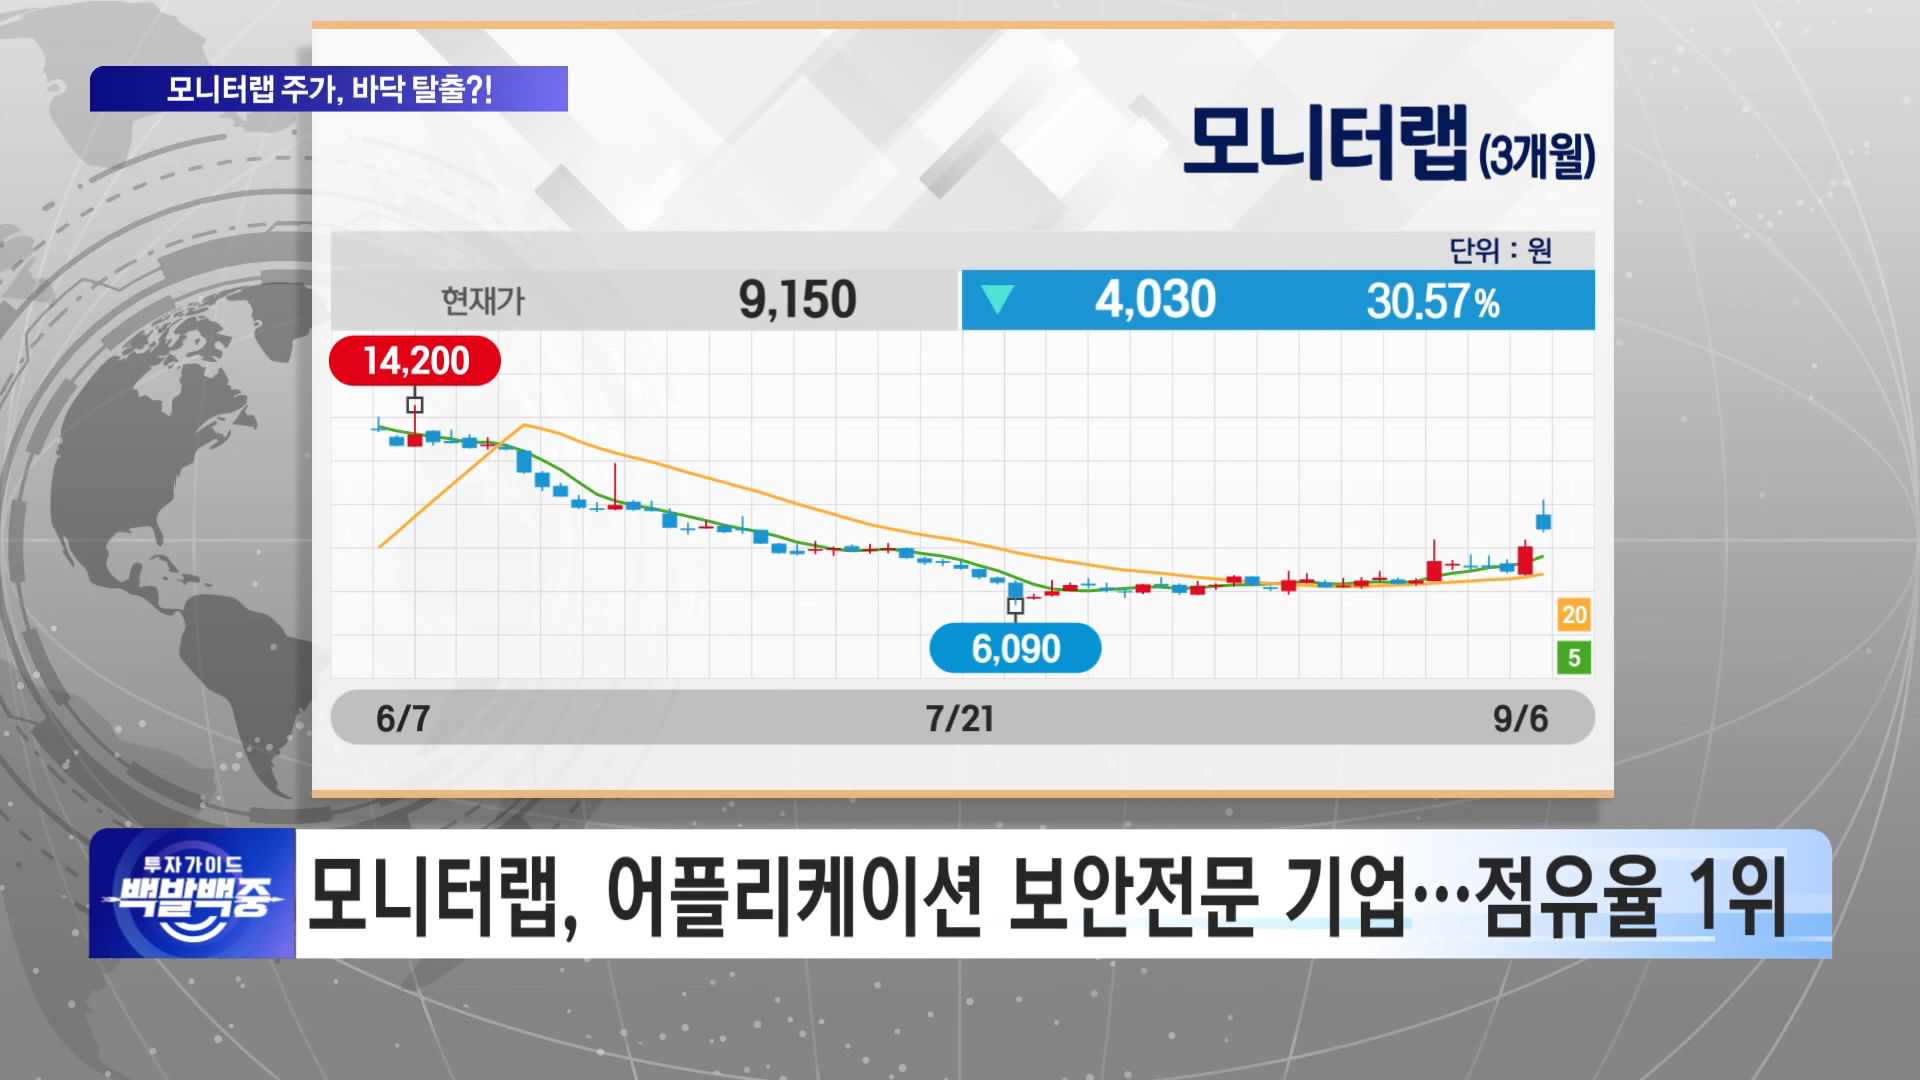 모니터랩 주가, 바닥 탈출?!
모니터랩 (3개월)
단위 : 원
현재가 9,150 ▼ 4,030 30.57%
14,200
6,090
20
5
6/7 7/21 9/6
투자가이드
백발백중
모니터랩, 어플리케이션 보안전문 기업…점유율 1위